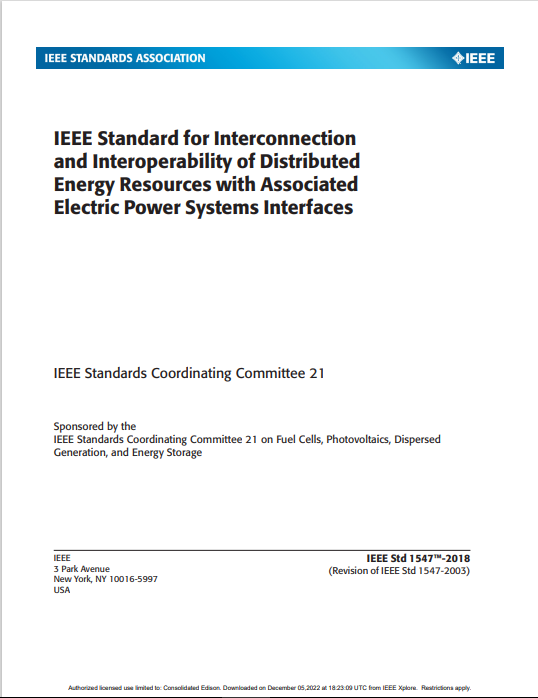 IEEE STANDARDS ASSOCIATION
IEEE
IEEE Standard for Interconnection
and Interoperability of Distributed
Energy Resources with Associated
Electric Power Systems Interfaces
IEEE Standards Coordinating Committee 21
Sponsored by the
IEEE Standards Coordinating Committee 21 on Fuel Cells, Photovoltaics, Dispersed
Generation, and Energy Storage
IEEE
3 Park Avenue
New York, NY 10016-5997
USA
IEEE Std 1547™-2018
(Revision of IEEE Std 1547-2003)
Authorized licensed use limited to: Consolidated Edison. Downloaded on December 05,2022 at 18:23:09 UTC from IEEE Xplore. Restrictions apply.